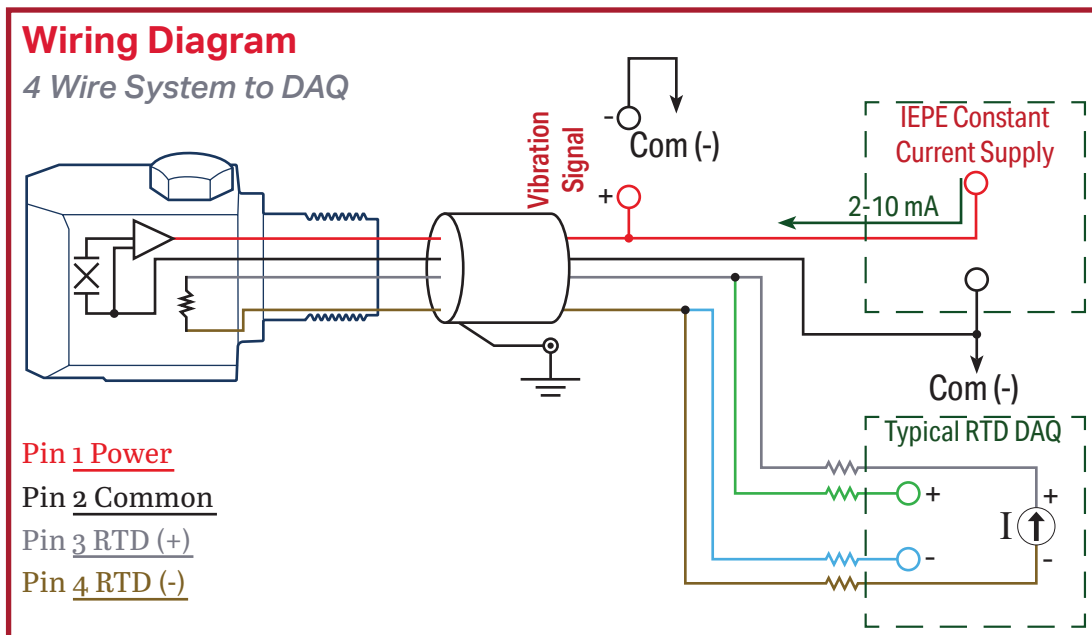 Wiring Diagram
4 Wire System to DAQ
Vibration
Signal
-
Com (-)
+
IEPE Constant
Current Supply
2-10 mA
Com (-)
Typical RTD DAQ
+
-
I
+
-
Pin 1 Power
Pin 2 Common
Pin 3 RTD (+)
Pin 4 RTD (-)